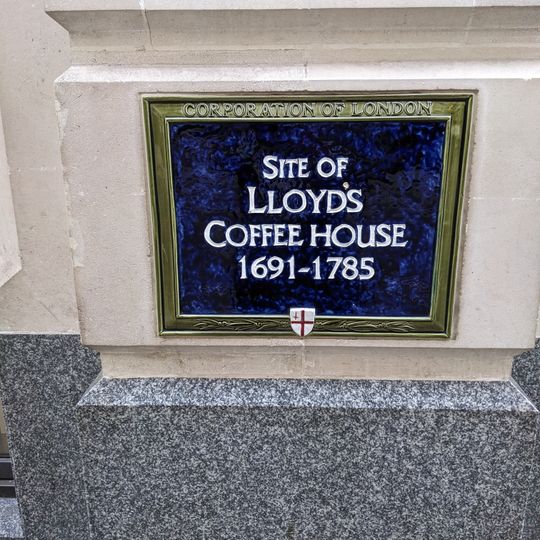 CORPORATION OF LONDON
SITE OF
LLOYD'S
COFFEE HOUSE
1691-1785